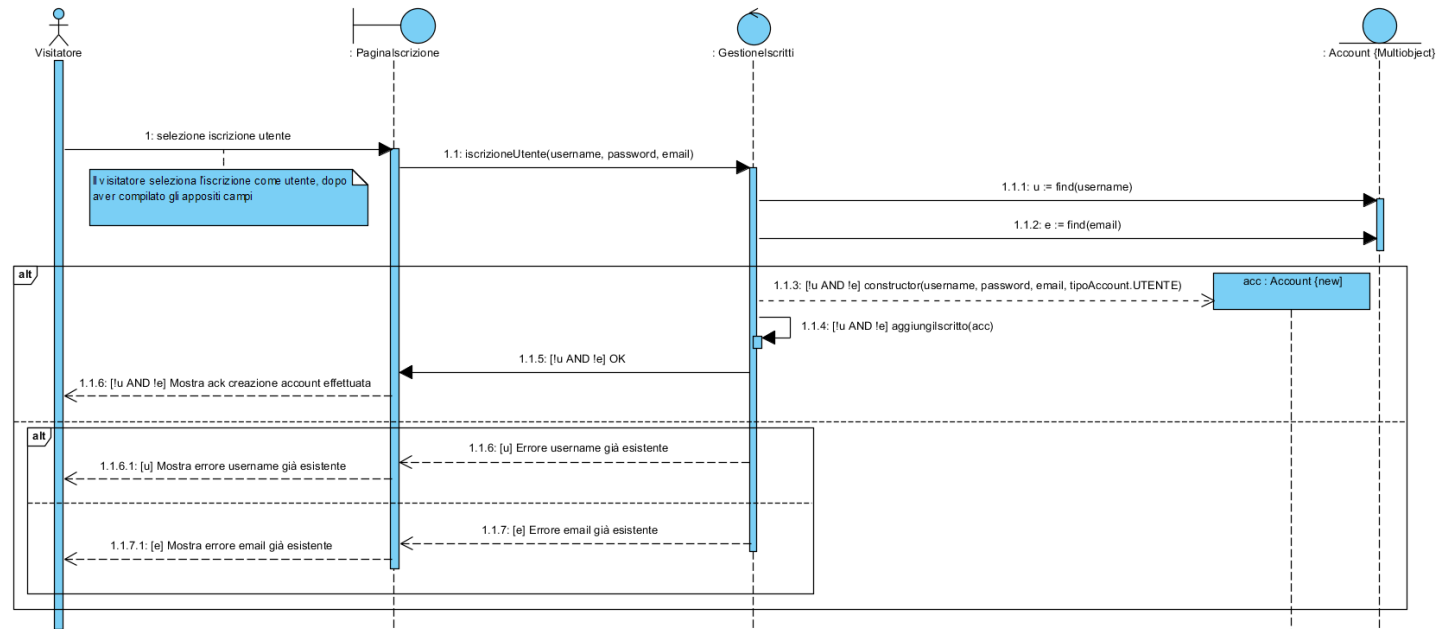 Visitatore
: PaginaIscrizione
: GestioneIscritti
: Account {Multiobject}
1: selezione iscrizione utente
1.1: iscrizioneUtente(username, password, email)
Il visitatore seleziona l'iscrizione come utente, dopo
aver compilato gli appositi campi
1.1.1: u := find(username)
1.1.2: e := find(email)
alt
1.1.3: [!u AND !e] constructor(username, password, email, tipoAccount.UTENTE)
acc : Account {new]
1.1.4: [!u AND !e] aggiungiIscritto(acc)
1.1.5: [!u AND !e] OK
1.1.6: [!u AND !e] Mostra ack creazione account effettuata
alt
1.1.6: [u] Errore username già esistente
1.1.6.1: [u] Mostra errore username già esistente
1.1.7: [e] Errore email già esistente
1.1.7.1: [e] Mostra errore email già esistente